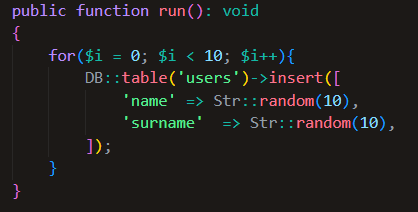 public function run(): void
{
    for($i = 0; $i < 10; $i++){
        DB::table('users')->insert([
            'name' => Str::random(10),
            'surname'  => Str::random(10),
        ]);
    }
}